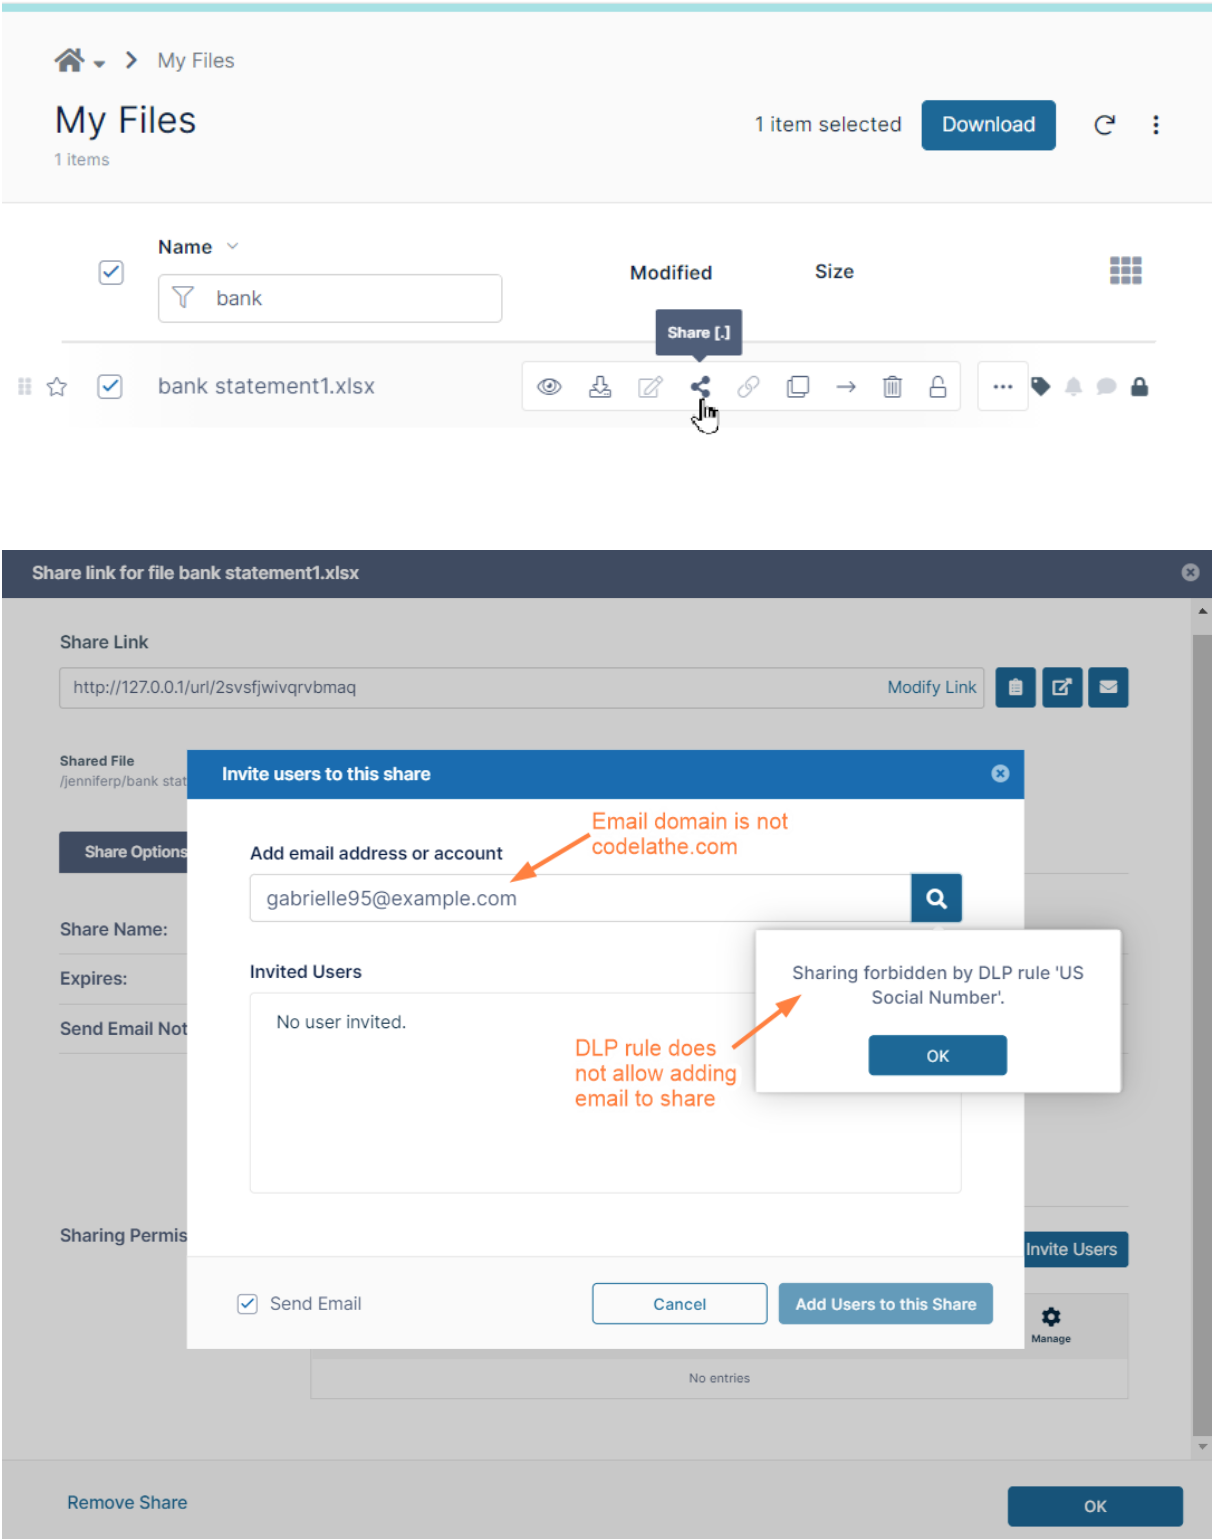 My Files
My Files
1 items
1 item selected
Download
Name
bank
Modified
Size
Share [.]
bank statement1.xlsx
Share link for file bank statement1.xlsx
Share Link
http://127.0.0.1/url/2svsfjwivqrvbmaq
Modify Link
Shared File
/jenniferp/bank stat
Share Options
Share Name:
Expires:
Send Email Not
Sharing Permis
Invite users to this share
Email domain is not
codelathe.com
Add email address or account
gabrielle95@example.com
Sharing forbidden by DLP rule 'US
Social Number'.
OK
Invited Users
No user invited.
DLP rule does
not allow adding
email to share
Send Email
Cancel
Add Users to this Share
Invite Users
Manage
No entries
Remove Share
OK